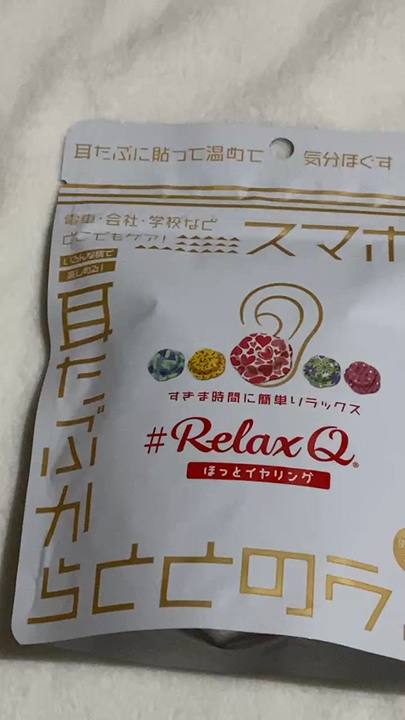 耳たぶに貼って温めて 気分ほぐす
電車・会社・学校など
どこでもケア!
スマホ
いろんな柄で
楽しめる!
耳たぶから
すきま時間に簡単リラックス
#RelaxQ®
ほっとイヤリング
ととのう